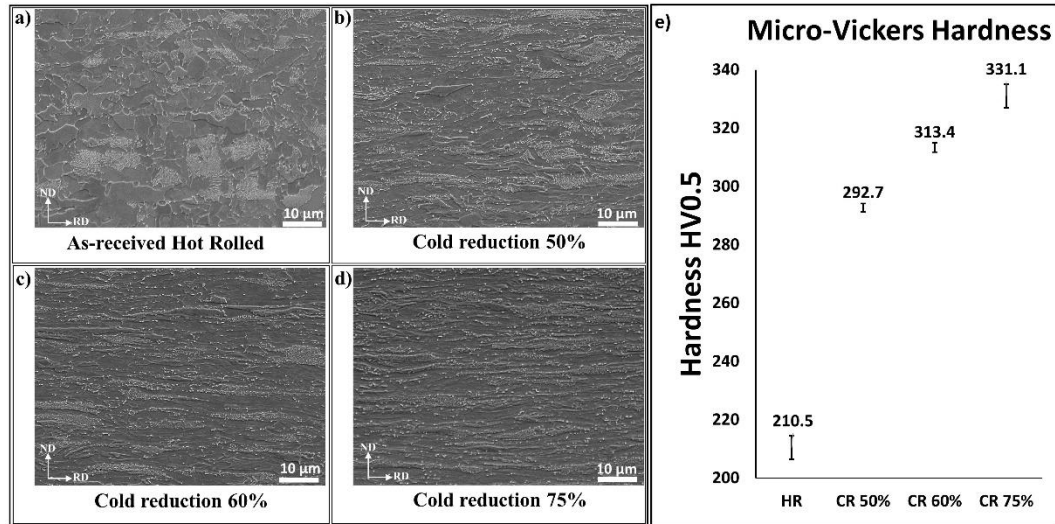 a)
ND
RD
10 µm
As-received Hot Rolled
b)
ND
RD
10 µm
Cold reduction 50%
c)
ND
RD
10 µm
Cold reduction 60%
d)
ND
RD
10 µm
Cold reduction 75%
e)
Micro-Vickers Hardness
Hardness HV0.5
340
320
300
280
260
240
220
200
210.5
292.7
313.4
331.1
HR
CR 50%
CR 60%
CR 75%